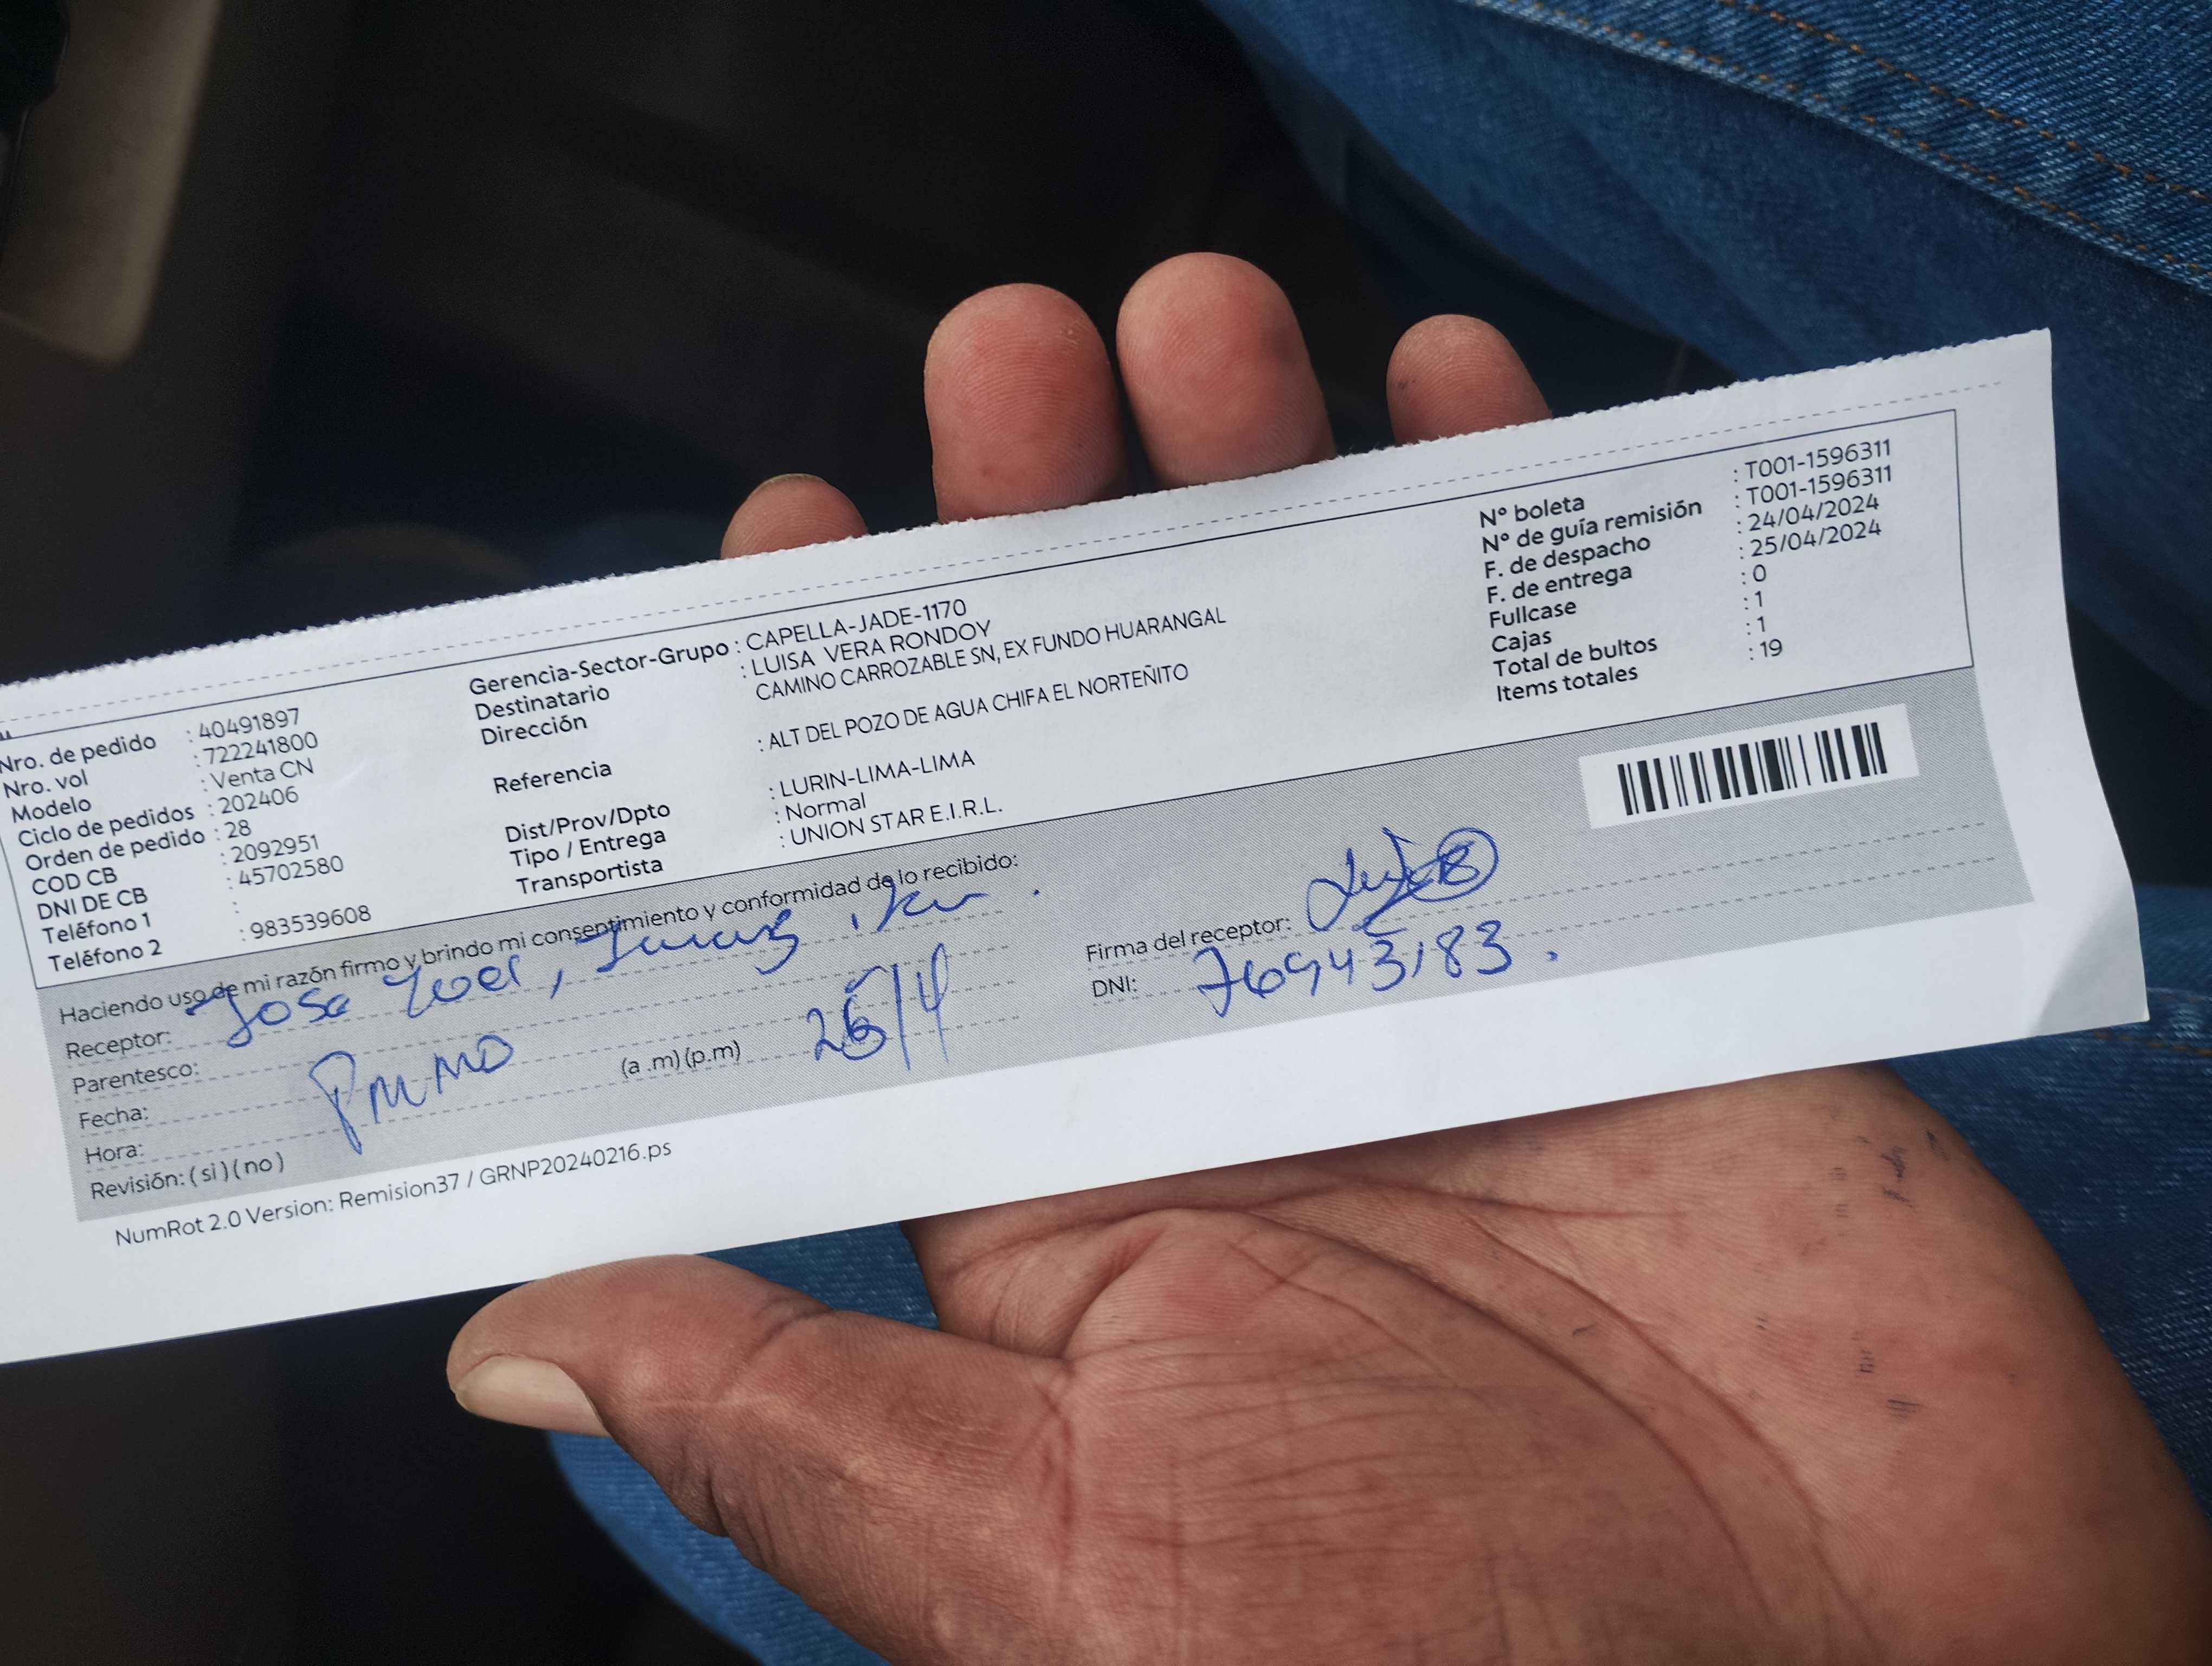 Nro. de pedido : 40491897
Nro. vol : 722241800
Modelo : Venta CN
Ciclo de pedidos : 202406
Orden de pedido : 28
COD CB : 2092951
DNI DE CB : 45702580
Teléfono 1 :
Teléfono 2 : 983539608
Gerencia-Sector-Grupo : CAPELLA-JADE-1170
Destinatario : LUISA VERA RONDOY
Dirección CAMINO CARROZABLE SN, EX FUNDO HUARANGAL
Referencia : ALT DEL POZO DE AGUA CHIFA EL NORTEÑITO
Dist/Prov/Dpto : LURIN-LIMA-LIMA
Tipo / Entrega : Normal
Transportista : UNION STAR E.I.R.L.
Nº boleta : T001-1596311
Nº de guía remisión : T001-1596311
F. de despacho : 24/04/2024
F. de entrega : 25/04/2024
Fullcase : 0
Cajas : 1
Total de bultos : 1
Items totales : 19
Haciendo uso de mi razón firmo y brindo mi consentimiento y conformidad de lo recibido:
Receptor: Jose
Parentesco:
Fecha:
Hora: (a .m) (p.m)
Revisión: ( si ) ( no )
Firma del receptor:
DNI:
NumRot 2.0 Version: Remision37 / GRNP20240216.ps